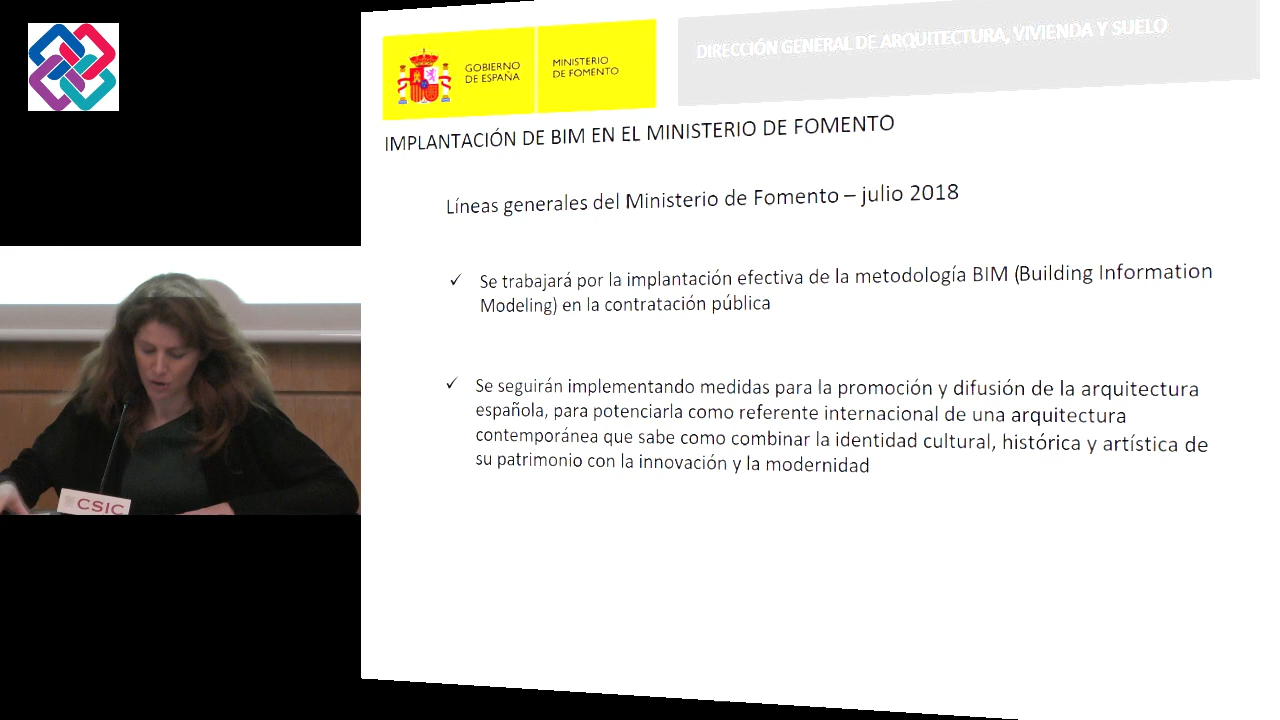 GOBIERNO
DE ESPAÑA
MINISTERIO
DE FOMENTO
DIRECCIÓN GENERAL DE ARQUITECTURA, VIVIENDA Y SUELO
IMPLANTACIÓN DE BIM EN EL MINISTERIO DE FOMENTO
Líneas generales del Ministerio de Fomento – julio 2018
✓ Se trabajará por la implantación efectiva de la metodología BIM (Building Information
Modeling) en la contratación pública
✓ Se seguirán implementando medidas para la promoción y difusión de la arquitectura
española, para potenciarla como referente internacional de una arquitectura
contemporánea que sabe como combinar la identidad cultural, histórica y artística de
su patrimonio con la innovación y la modernidad
CSIC